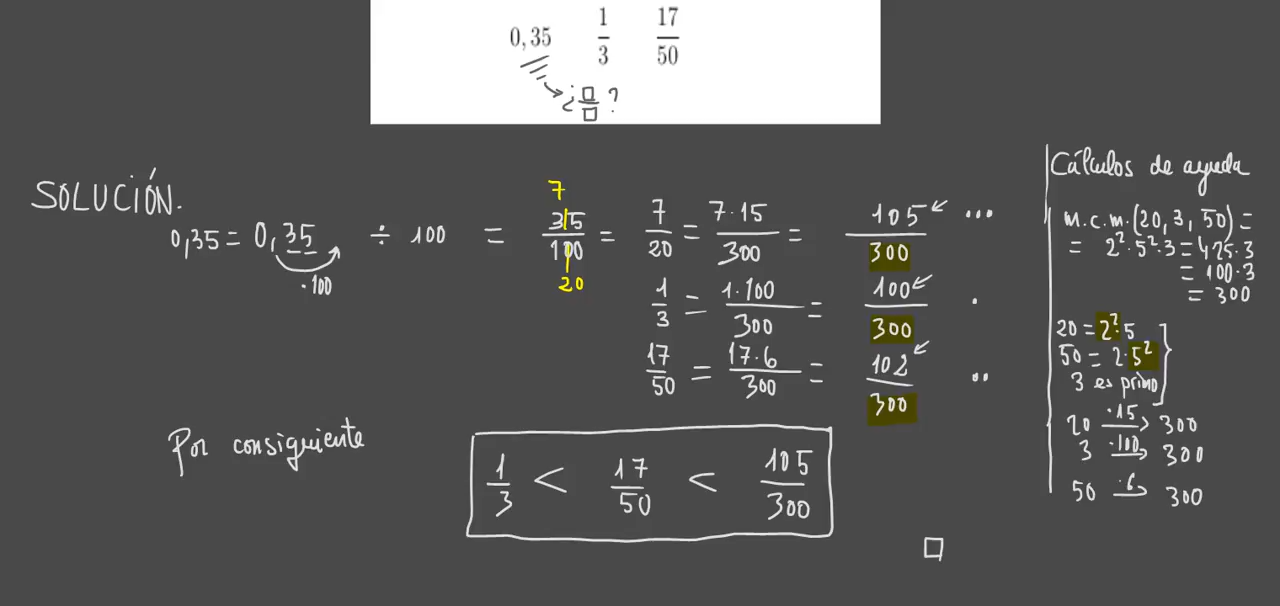 0,35 1/3 17/50
¿□/□?
SOLUCIÓN.
0,35 = 0,35 ÷ 100 = 35/100 = 7/20 = 7·15/300 = 105/300 ...
·100
7
20
1/3 = 1·100/300 = 100/300 .
17/50 = 17·6/300 = 102/300 ..
Por consiguiente
1/3 < 17/50 < 105/300
□
Cálculos de ayuda
m.c.m.(20, 3, 50) =
= 2²·5²·3 = 4·25·3
= 100·3
= 300
20 = 2²·5
50 = 2·5²
3 es primo
20 ·15→ 300
3 ·100→ 300
50 ·6→ 300